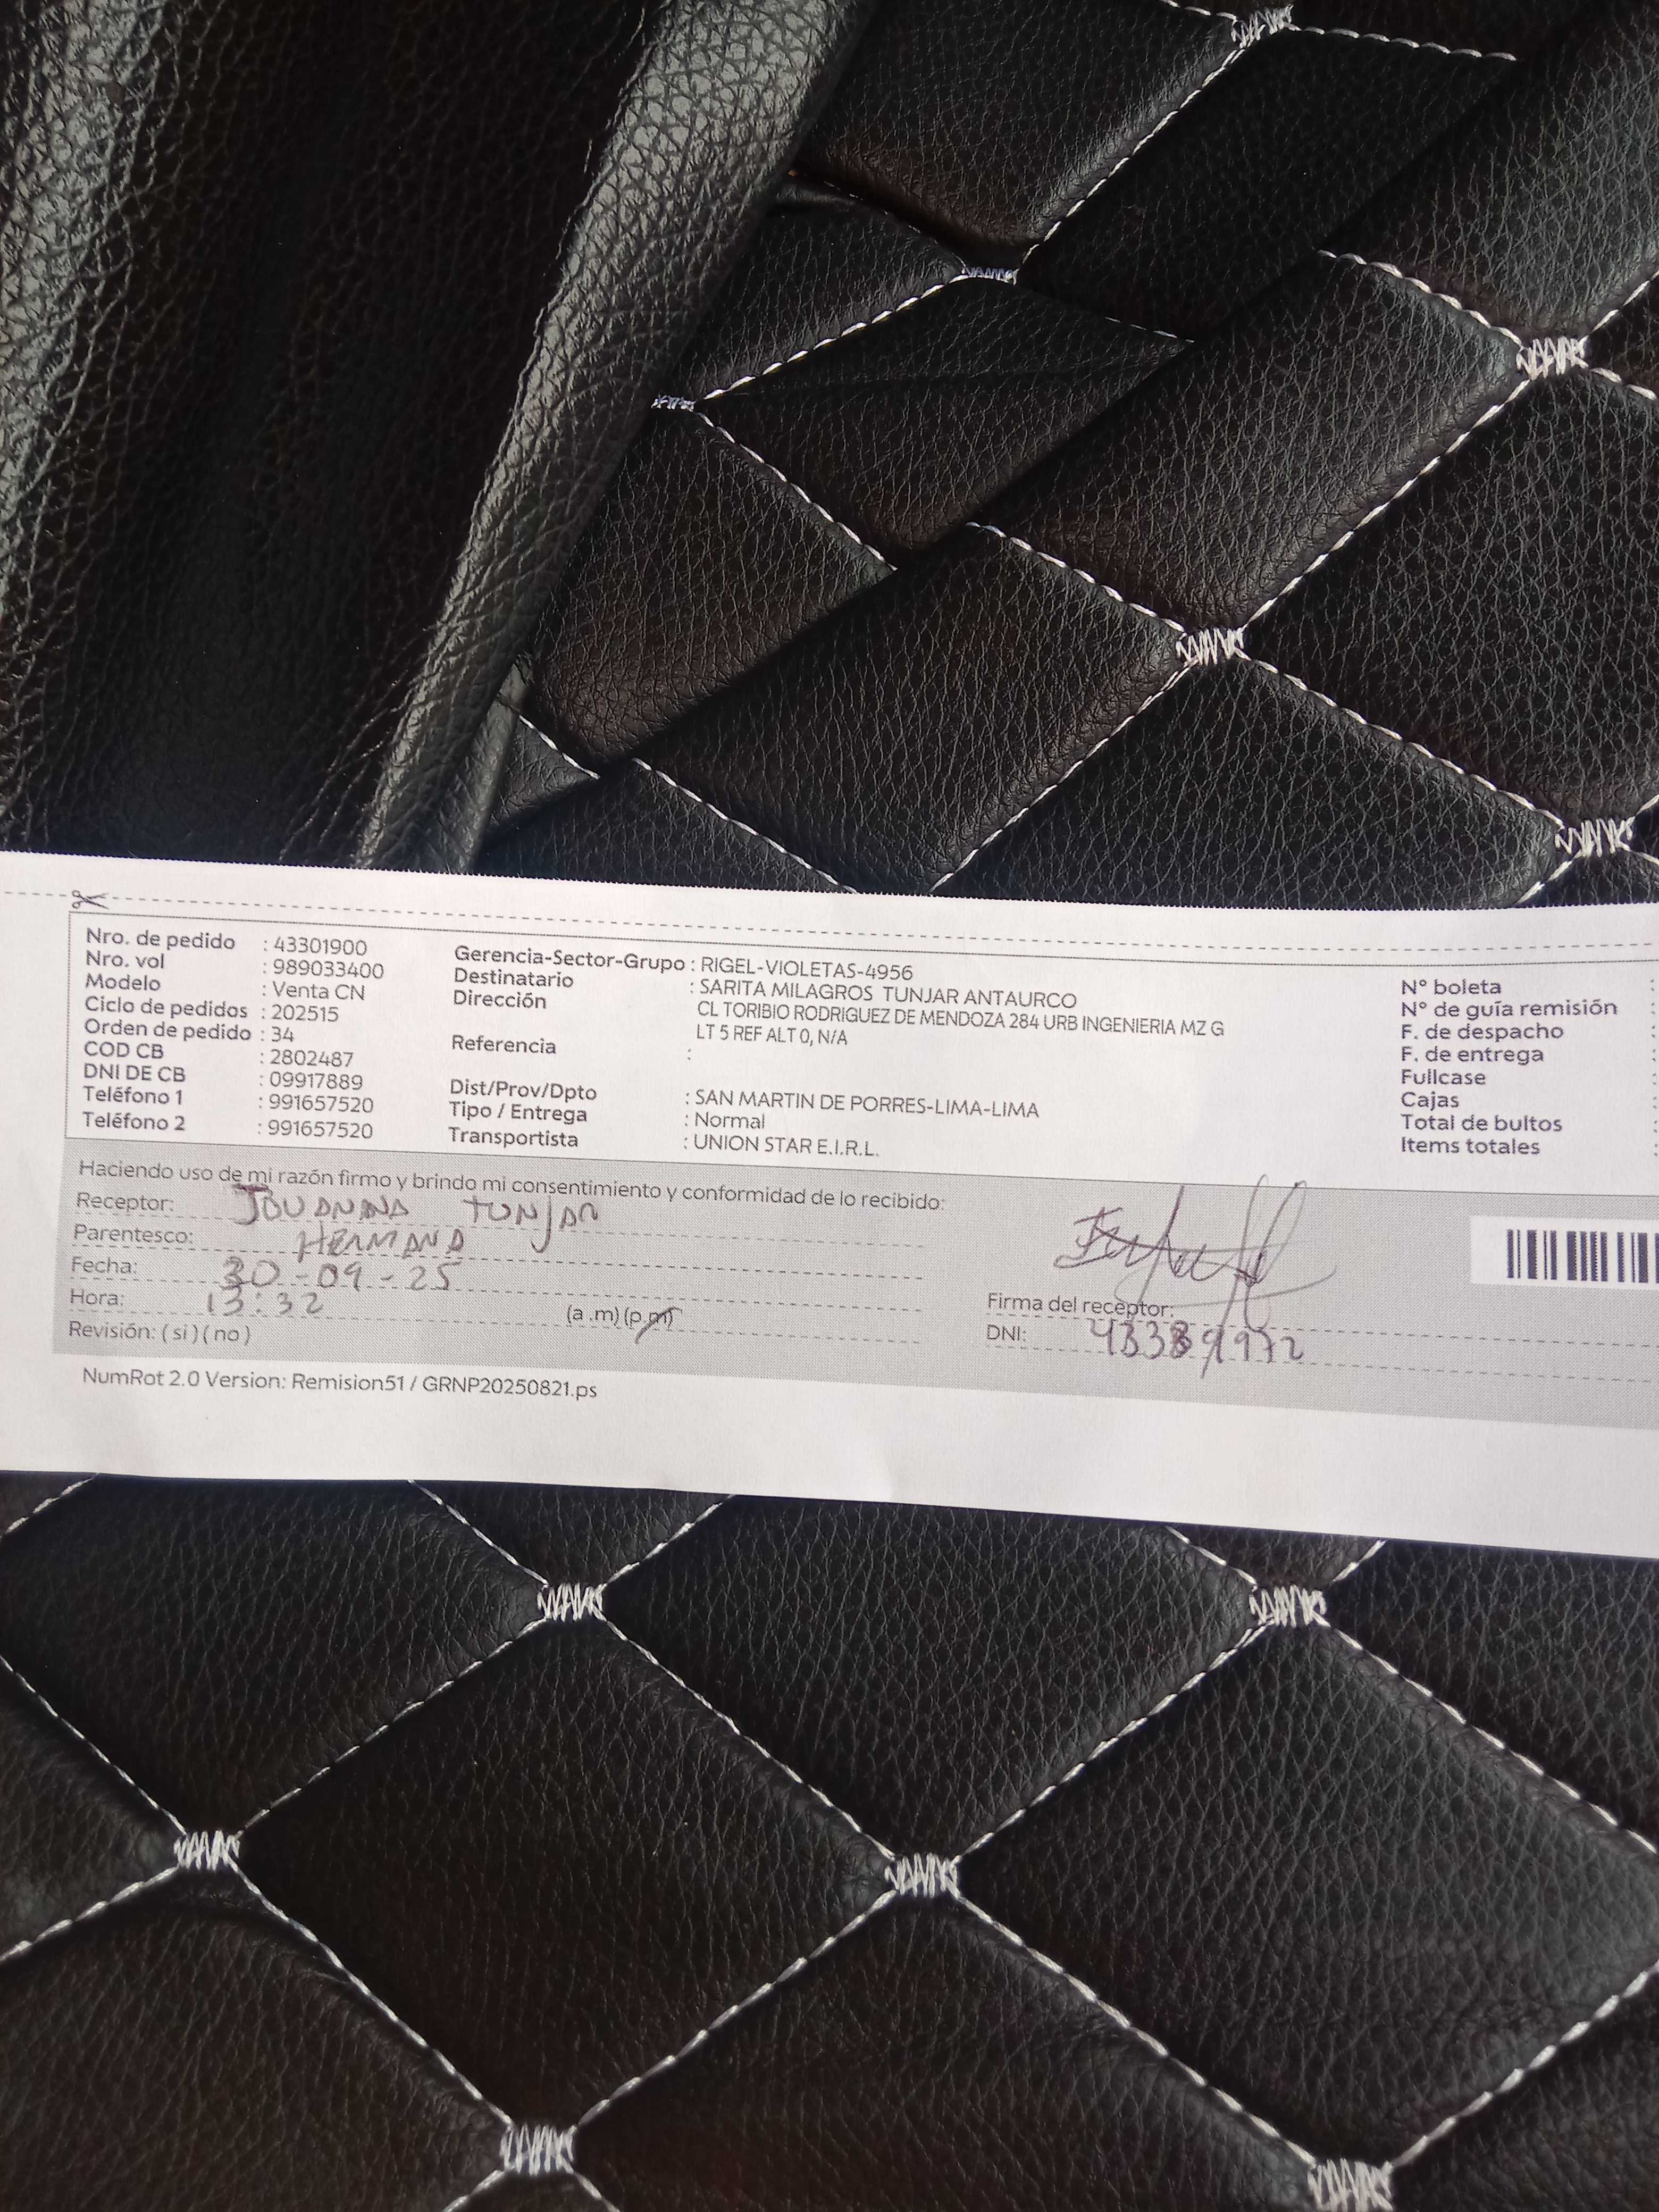 Nro. de pedido : 43301900
Nro. vol : 989033400
Modelo : Venta CN
Ciclo de pedidos : 202515
Orden de pedido : 34
COD CB : 2802487
DNI DE CB : 09917889
Teléfono 1 : 991657520
Teléfono 2 : 991657520
Gerencia-Sector-Grupo : RIGEL-VIOLETAS-4956
Destinatario : SARITA MILAGROS TUNJAR ANTAURCO
Dirección CL TORIBIO RODRIGUEZ DE MENDOZA 284 URB INGENIERIA MZ G
LT 5 REF ALT 0, N/A
Referencia :
Dist/Prov/Dpto : SAN MARTIN DE PORRES-LIMA-LIMA
Tipo / Entrega : Normal
Transportista : UNION STAR E.I.R.L.
N° boleta :
N° de guía remisión :
F. de despacho :
F. de entrega :
Fullcase :
Cajas :
Total de bultos :
Items totales :
Haciendo uso de mi razón firmo y brindo mi consentimiento y conformidad de lo recibido:
Receptor: JOUANNA TUNJAR
Parentesco: HERMANA
Fecha: 30-09-25
Hora: 13:32 (a .m) (p.m)
Revisión: ( si ) ( no )
Firma del receptor:
DNI:
NumRot 2.0 Version: Remision51 / GRNP20250821.ps